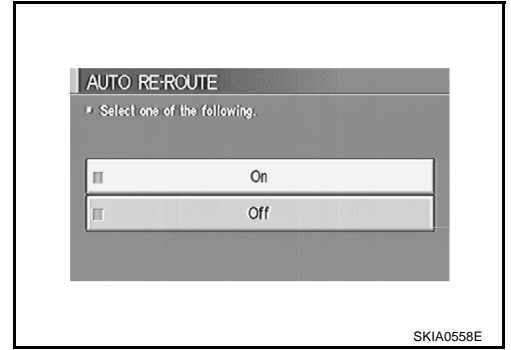 AUTO RE-ROUTE
Select one of the following.
On
Off
SKIA0558E